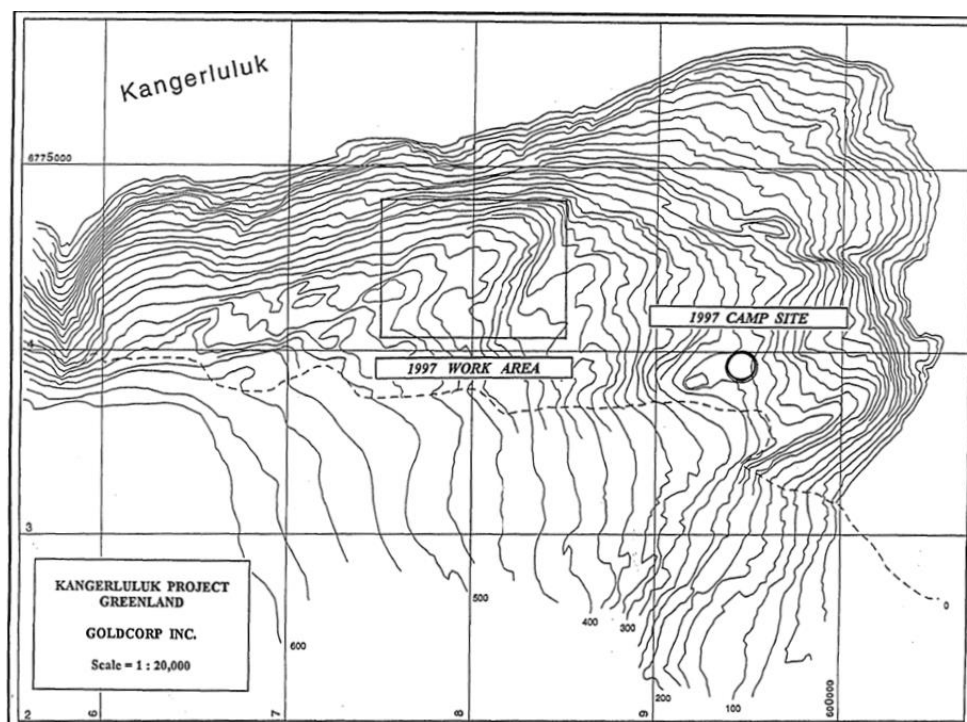 Kangerluluk
6775000
1997 CAMP SITE
4
1997 WORK AREA
3
0
KANGERLULUK PROJECT
GREENLAND
GOLDCORP INC.
Scale = 1 : 20,000
600
500
400
300
200
100
2
6
7
8
9
600000